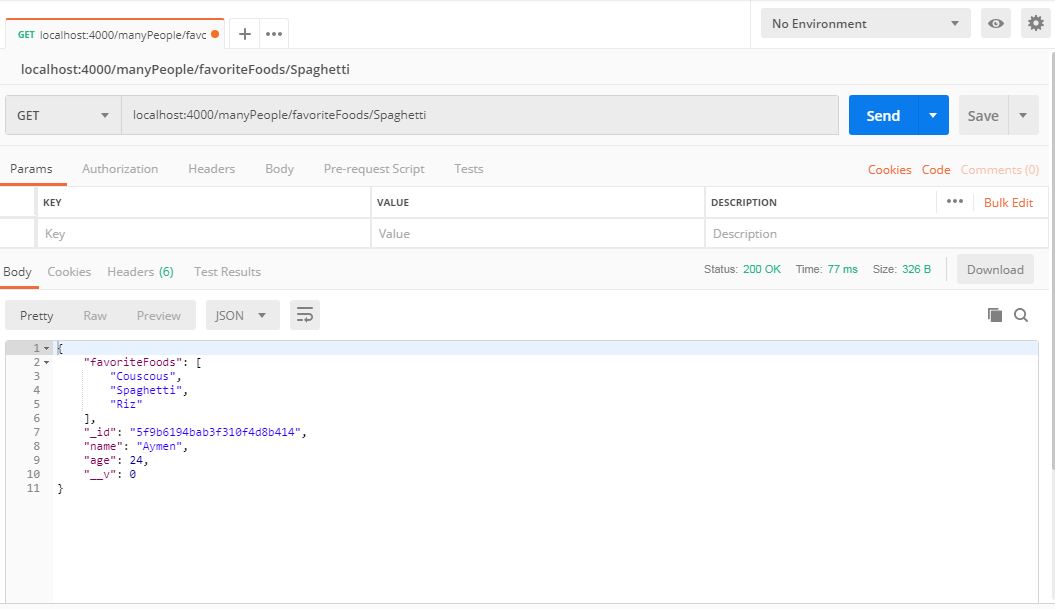 GET localhost:4000/manyPeople/favc
No Environment
localhost:4000/manyPeople/favoriteFoods/Spaghetti
GET localhost:4000/manyPeople/favoriteFoods/Spaghetti Send Save
Params Authorization Headers Body Pre-request Script Tests Cookies Code Comments (0)
KEY VALUE DESCRIPTION Bulk Edit
Key Value Description
Body Cookies Headers (6) Test Results Status: 200 OK Time: 77 ms Size: 326 B Download
Pretty Raw Preview JSON
1 {
2 "favoriteFoods": [
3 "Couscous",
4 "Spaghetti",
5 "Riz"
6 ],
7 "_id": "5f9b6194bab3f310f4d8b414",
8 "name": "Aymen",
9 "age": 24,
10 "__v": 0
11 }